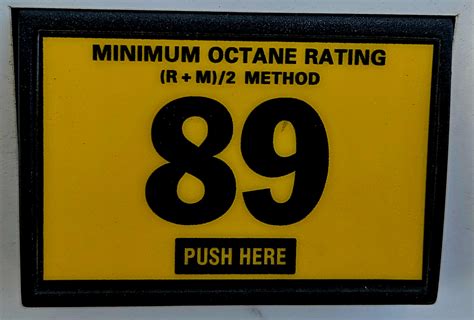 MINIMUM OCTANE RATING
(R + M)/2 METHOD
89
PUSH HERE